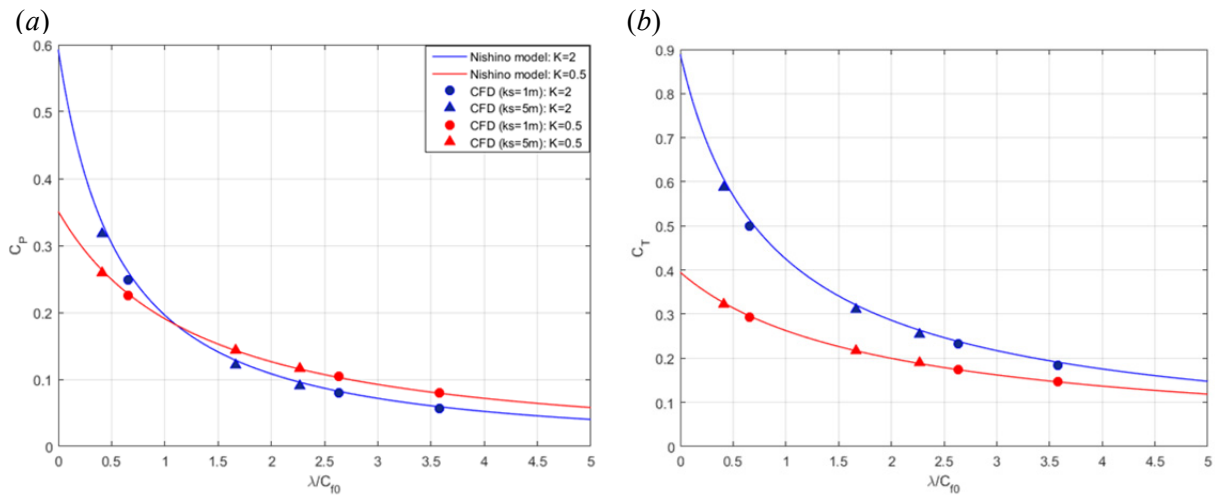 (a)
0.6
0.5
0.4
0.3
0.2
0.1
0
C_P
0 0.5 1 1.5 2 2.5 3 3.5 4 4.5 5
λ/C_f0
Nishino model: K=2
Nishino model: K=0.5
CFD (ks=1m): K=2
CFD (ks=5m): K=2
CFD (ks=1m): K=0.5
CFD (ks=5m): K=0.5
(b)
0.9
0.8
0.7
0.6
0.5
0.4
0.3
0.2
0.1
0
C_T
0 0.5 1 1.5 2 2.5 3 3.5 4 4.5 5
λ/C_f0